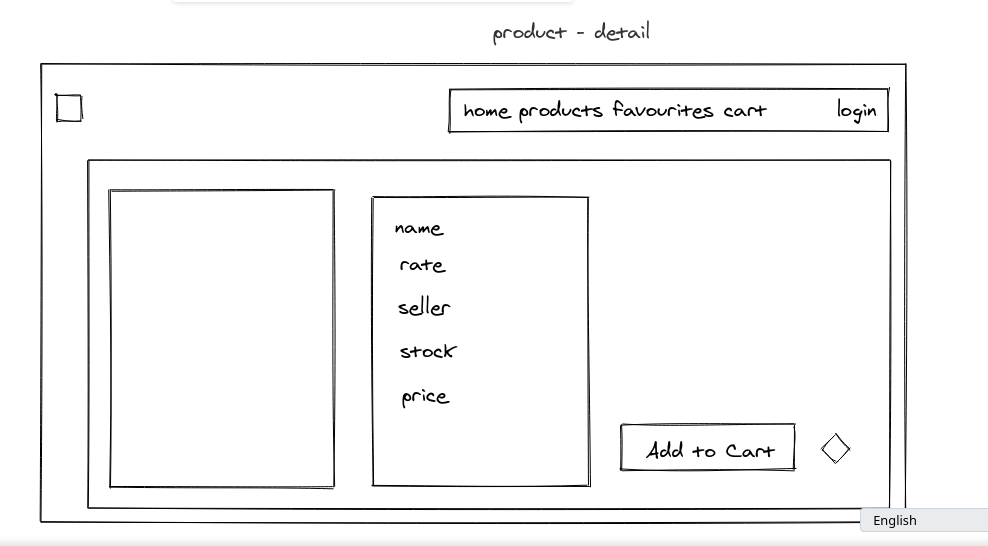 product - detail
home products favourites cart login
name
rate
seller
stock
price
Add to Cart
English